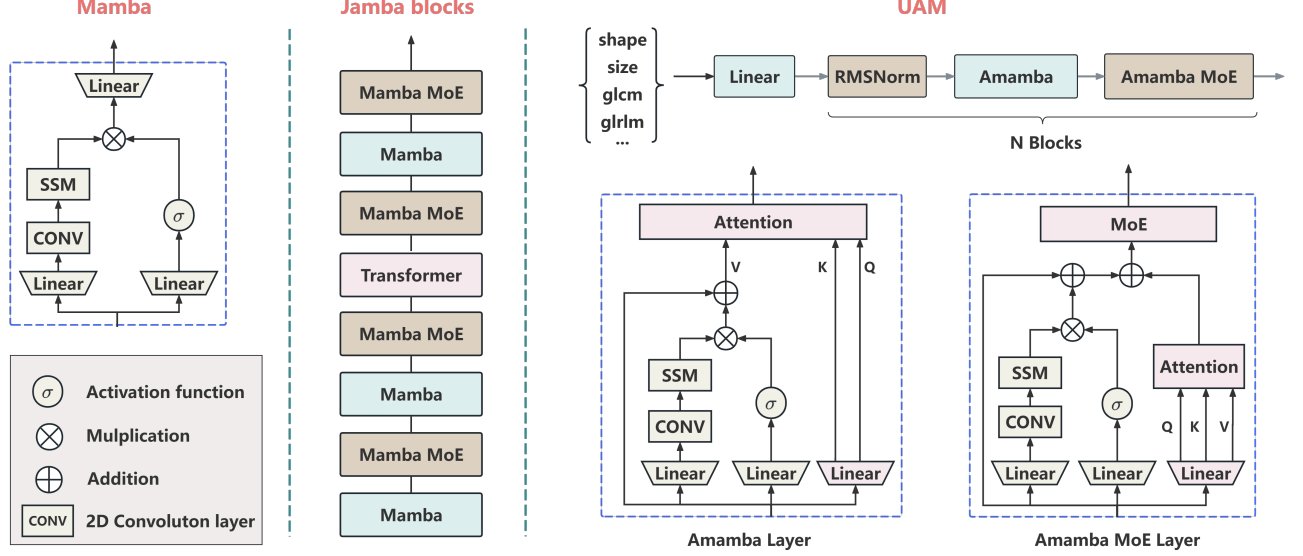 Mamba
Linear
SSM
σ
CONV
Linear
Linear
σ
Activation function
Mulplication
Addition
CONV
2D Convoluton layer
Jamba blocks
Mamba MoE
Mamba
Mamba MoE
Transformer
Mamba MoE
Mamba
Mamba MoE
Mamba
UAM
shape
size
glcm
glrlm
...
Linear
RMSNorm
Amamba
Amamba MoE
N Blocks
Attention
V
K
Q
SSM
σ
CONV
Linear
Linear
Linear
Amamba Layer
MoE
Attention
SSM
σ
CONV
Q
K
V
Linear
Linear
Linear
Amamba MoE Layer